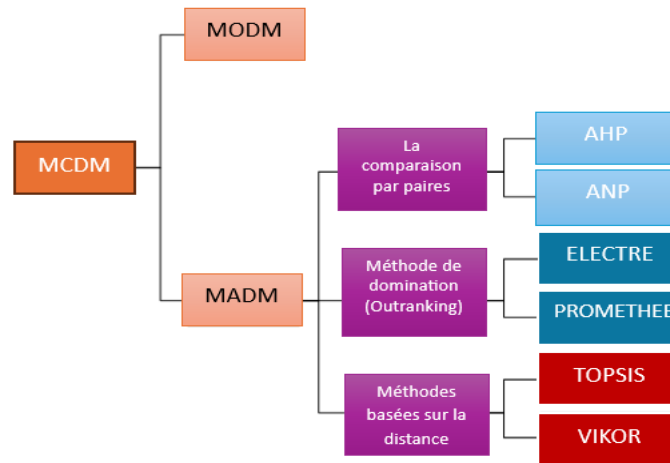 MODM
MCDM
MADM
La
comparaison
par paires
AHP
ANP
Méthode de
domination
(Outranking)
ELECTRE
PROMETHEE
Méthodes
basées sur la
distance
TOPSIS
VIKOR